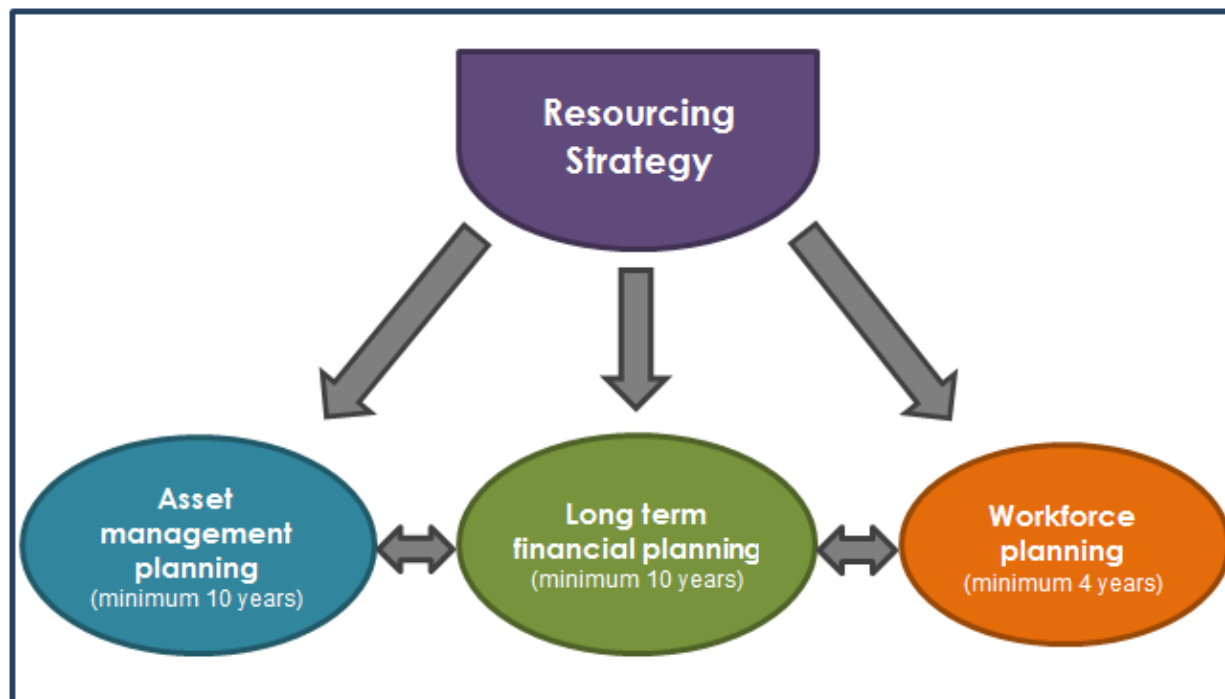 Resourcing
Strategy
Asset
management
planning
(minimum 10 years)
Long term
financial planning
(minimum 10 years)
Workforce
planning
(minimum 4 years)